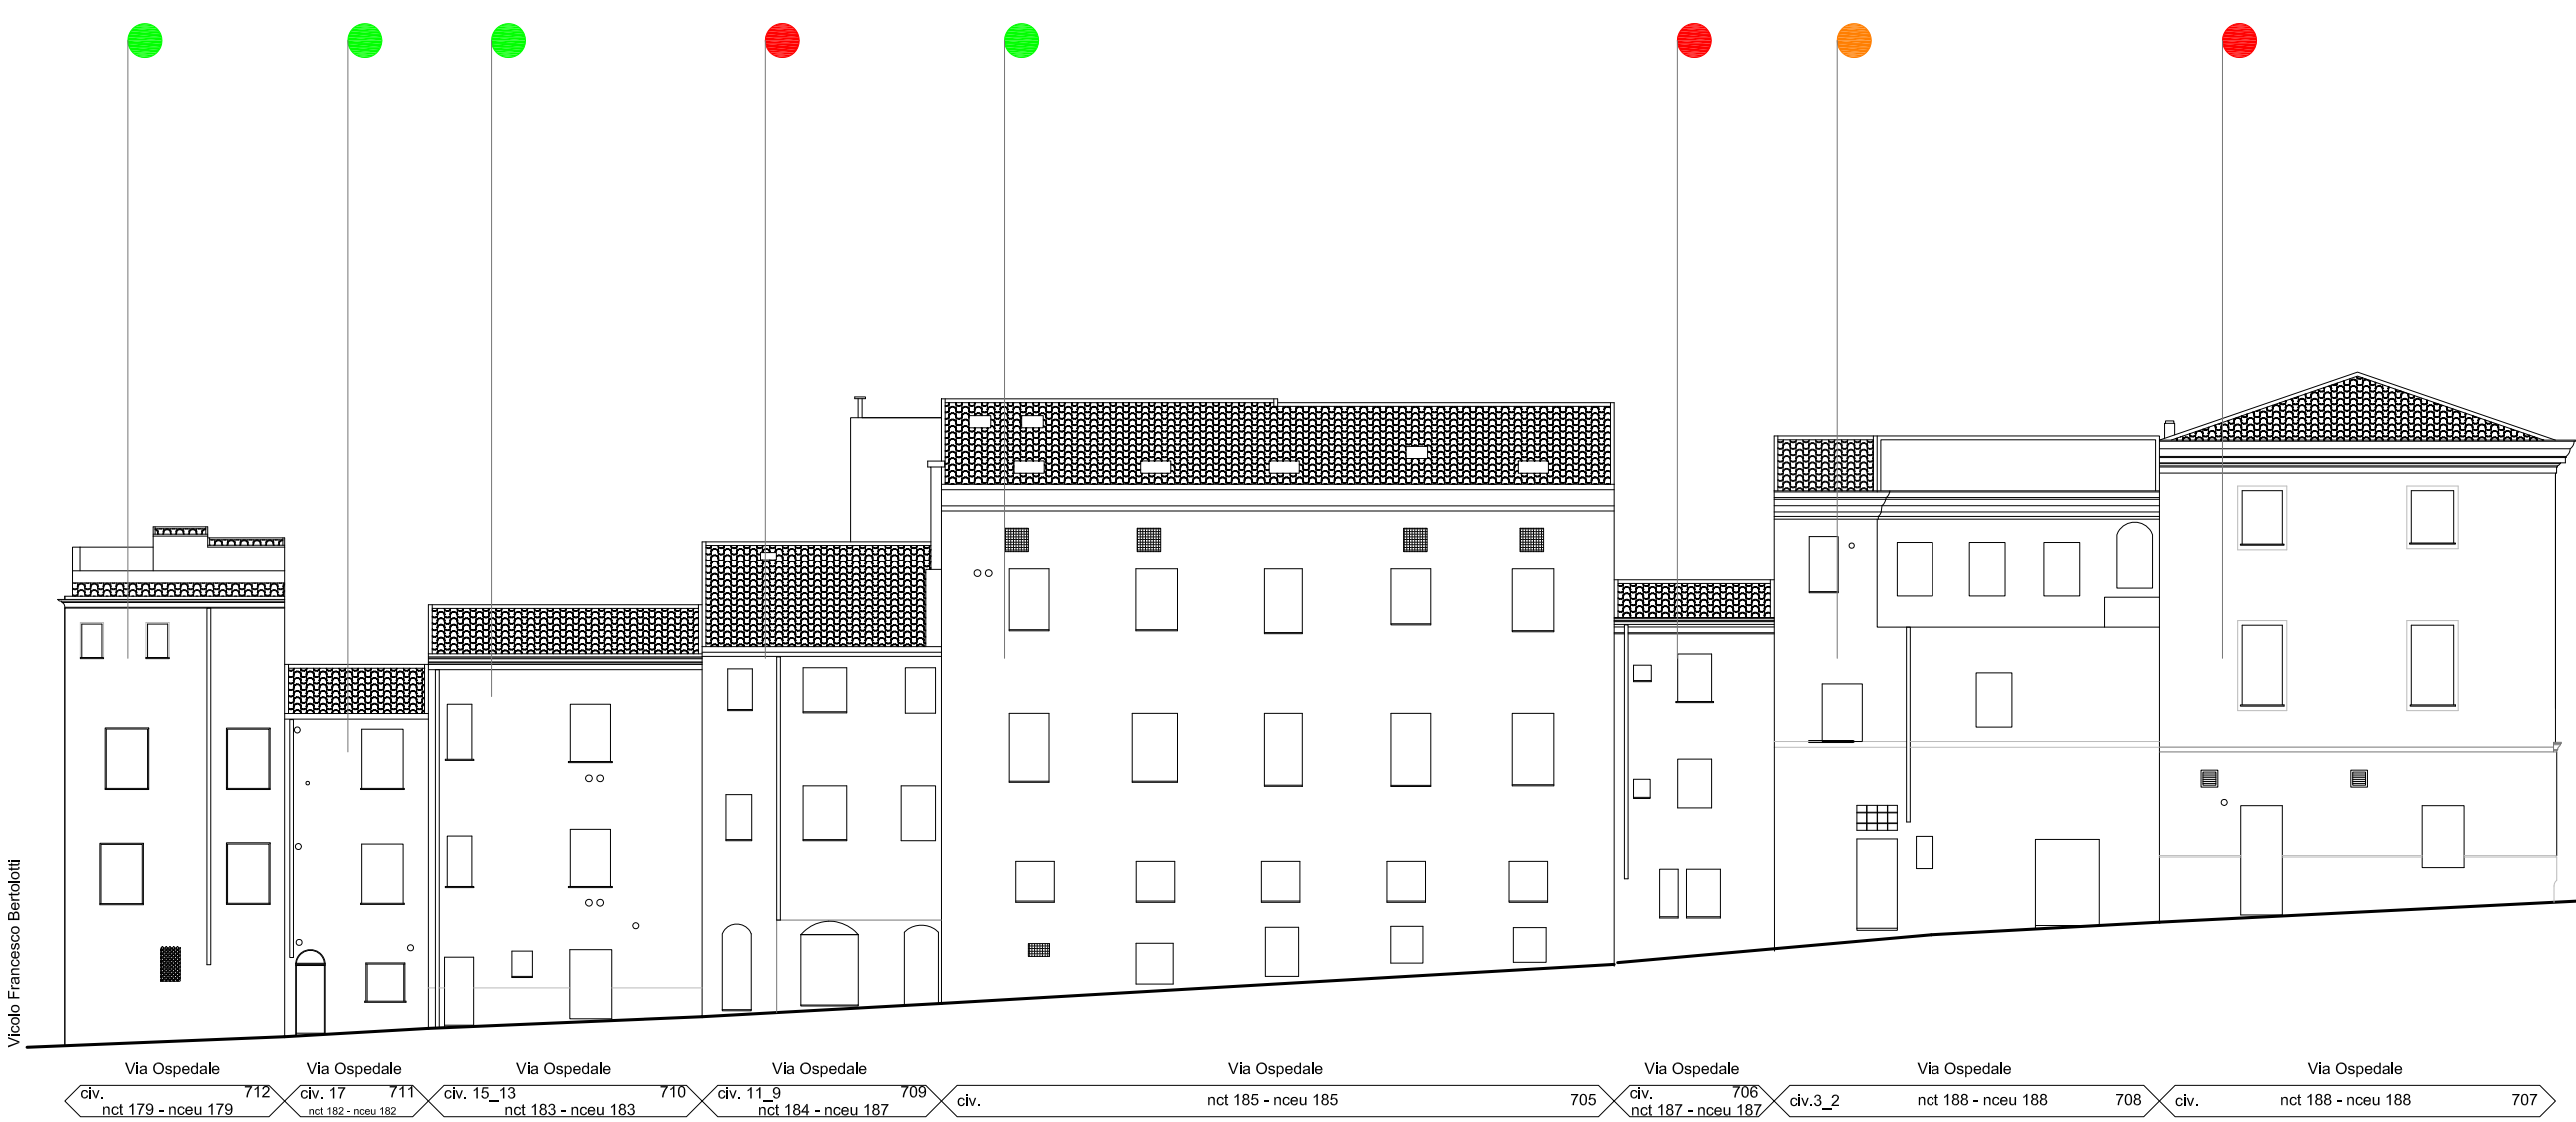 Vicolo Francesco Bertolotti
Via Ospedale
civ. 712
nct 179 - nceu 179
Via Ospedale
civ. 17 711
nct 182 - nceu 182
Via Ospedale
civ. 15_13 710
nct 183 - nceu 183
Via Ospedale
civ. 11_9 709
nct 184 - nceu 187
Via Ospedale
civ. nct 185 - nceu 185 705
Via Ospedale
civ. 706
nct 187 - nceu 187
Via Ospedale
civ.3_2 nct 188 - nceu 188 708
Via Ospedale
civ. nct 188 - nceu 188 707